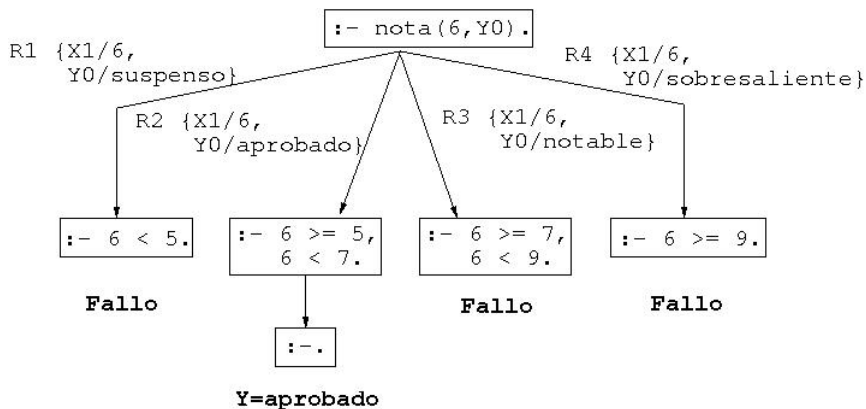 :- nota(6,Y0).
R1 {X1/6,
Y0/suspenso}
R2 {X1/6,
Y0/aprobado}
R3 {X1/6,
Y0/notable}
R4 {X1/6,
Y0/sobresaliente}
:- 6 < 5.
:- 6 >= 5,
6 < 7.
:- 6 >= 7,
6 < 9.
:- 6 >= 9.
Fallo
Fallo
Fallo
:-.
Y=aprobado